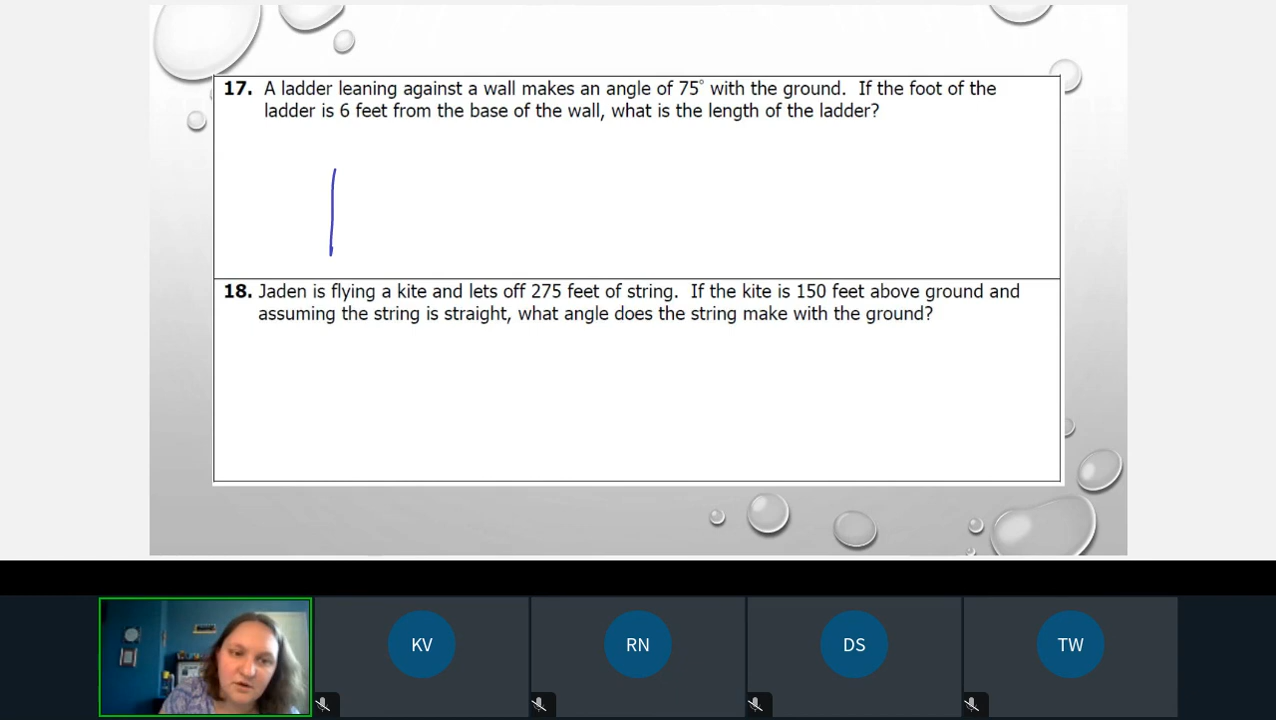 17. A ladder leaning against a wall makes an angle of 75° with the ground. If the foot of the
ladder is 6 feet from the base of the wall, what is the length of the ladder?
18. Jaden is flying a kite and lets off 275 feet of string. If the kite is 150 feet above ground and
assuming the string is straight, what angle does the string make with the ground?
KV
RN
DS
TW